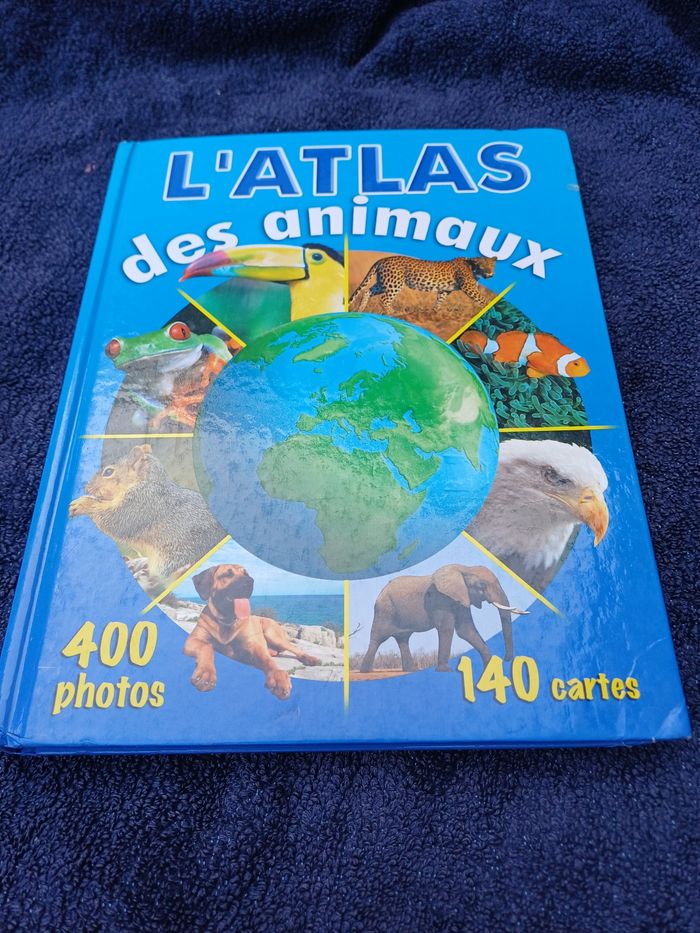 L'ATLAS
des animaux
400
photos
140 cartes